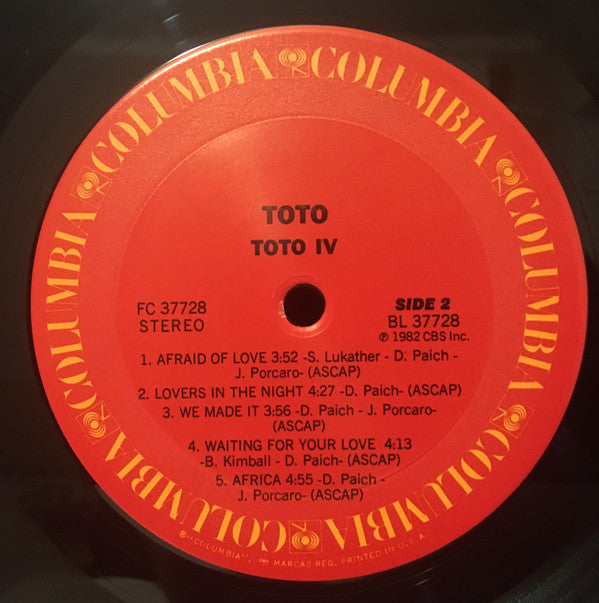 COLUMBIA COLUMBIA COLUMBIA COLUMBIA COLUMBIA COLUMBIA
TOTO
TOTO IV
FC 37728
STEREO
SIDE 2
BL 37728
℗ 1982 CBS Inc.
1. AFRAID OF LOVE 3:52 -S. Lukather - D. Paich -
J. Porcaro- (ASCAP)
2. LOVERS IN THE NIGHT 4:27 -D. Paich- (ASCAP)
3. WE MADE IT 3:56 -D. Paich - J. Porcaro-
(ASCAP)
4. WAITING FOR YOUR LOVE 4:13
-B. Kimball - D. Paich- (ASCAP)
5. AFRICA 4:55 -D. Paich -
J. Porcaro- (ASCAP)
®"COLUMBIA", MARCAS REG. PRINTED IN U.S.A.